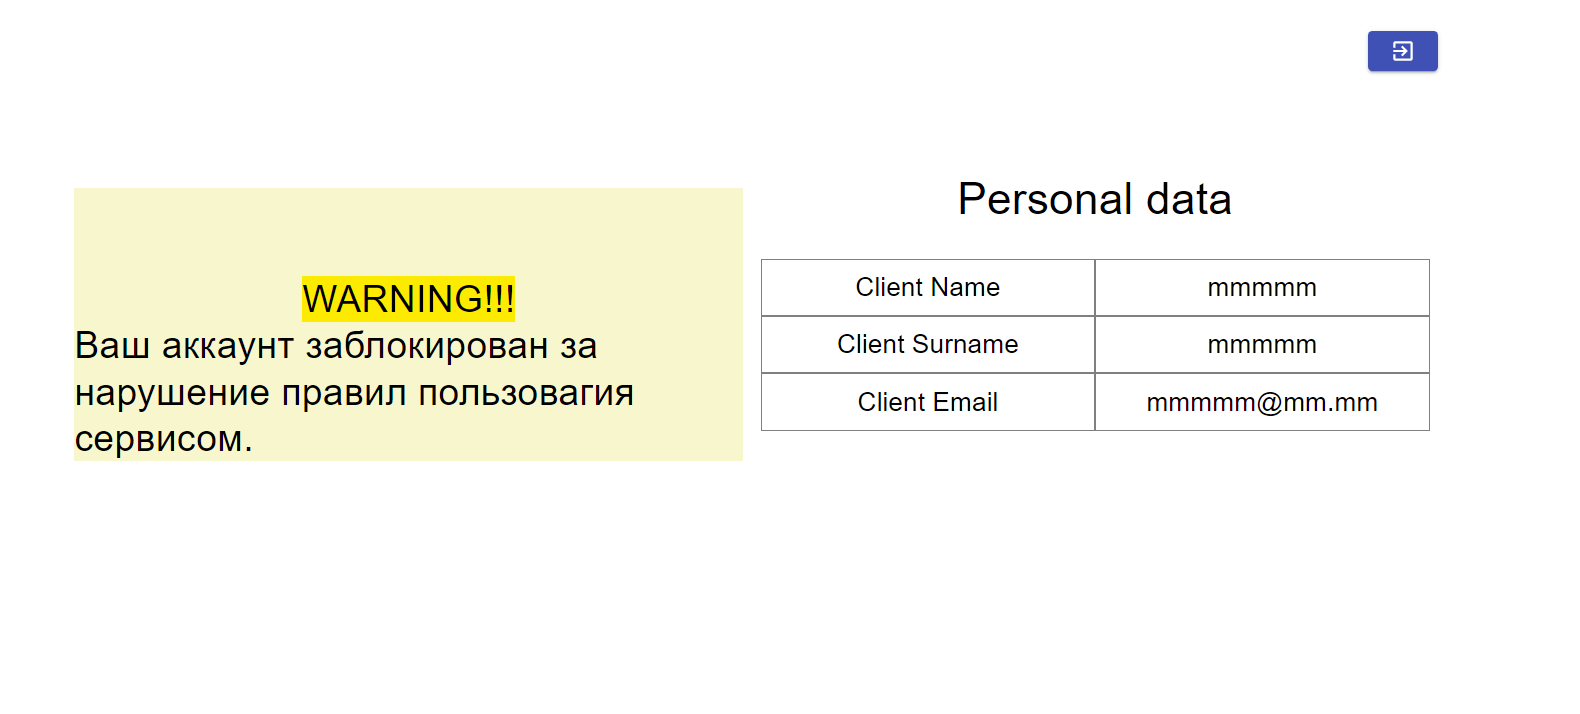 WARNING!!!
Ваш аккаунт заблокирован за
нарушение правил пользовагия
сервисом.
Personal data
Client Name mmmmm
Client Surname mmmmm
Client Email mmmmm@mm.mm